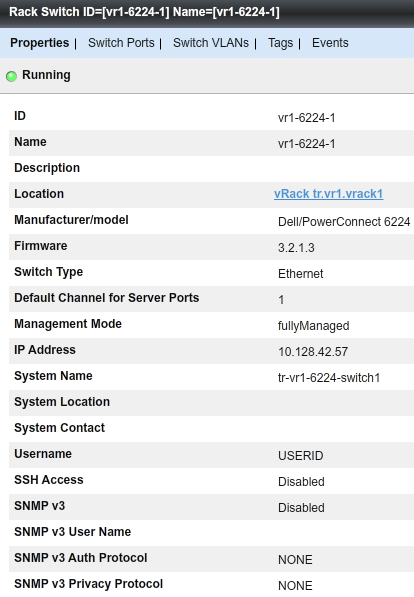 Rack Switch ID=[vr1-6224-1] Name=[vr1-6224-1]
Properties | Switch Ports | Switch VLANs | Tags | Events
Running
ID vr1-6224-1
Name vr1-6224-1
Description
Location vRack tr.vr1.vrack1
Manufacturer/model Dell/PowerConnect 6224
Firmware 3.2.1.3
Switch Type Ethernet
Default Channel for Server Ports 1
Management Mode fullyManaged
IP Address 10.128.42.57
System Name tr-vr1-6224-switch1
System Location
System Contact
Username USERID
SSH Access Disabled
SNMP v3 Disabled
SNMP v3 User Name
SNMP v3 Auth Protocol NONE
SNMP v3 Privacy Protocol NONE